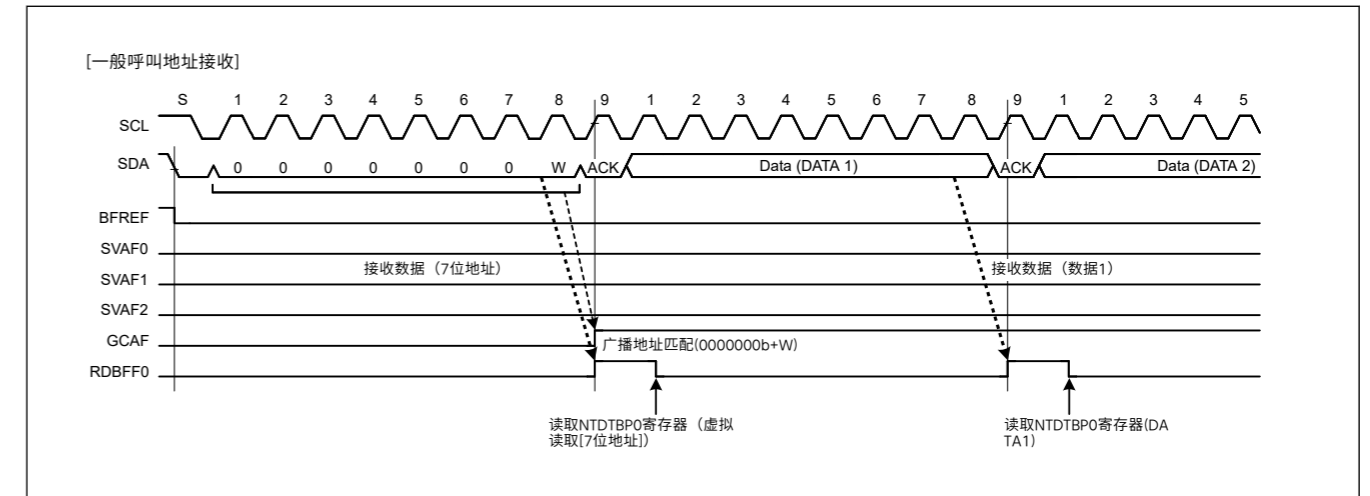 [一般呼叫地址接收]
S 1 2 3 4 5 6 7 8 9 1 2 3 4 5 6 7 8 9 1 2 3 4 5
SCL
SDA 0 0 0 0 0 0 0 W ACK Data (DATA 1) ACK Data (DATA 2)
BFREF
SVAF0
接收数据（7位地址） 接收数据（数据1）
SVAF1
SVAF2
GCAF
广播地址匹配(0000000b+W)
RDBFF0
读取NTDTBP0寄存器（虚拟
读取[7位地址]）
读取NTDTBP0寄存器(DA
TA1)